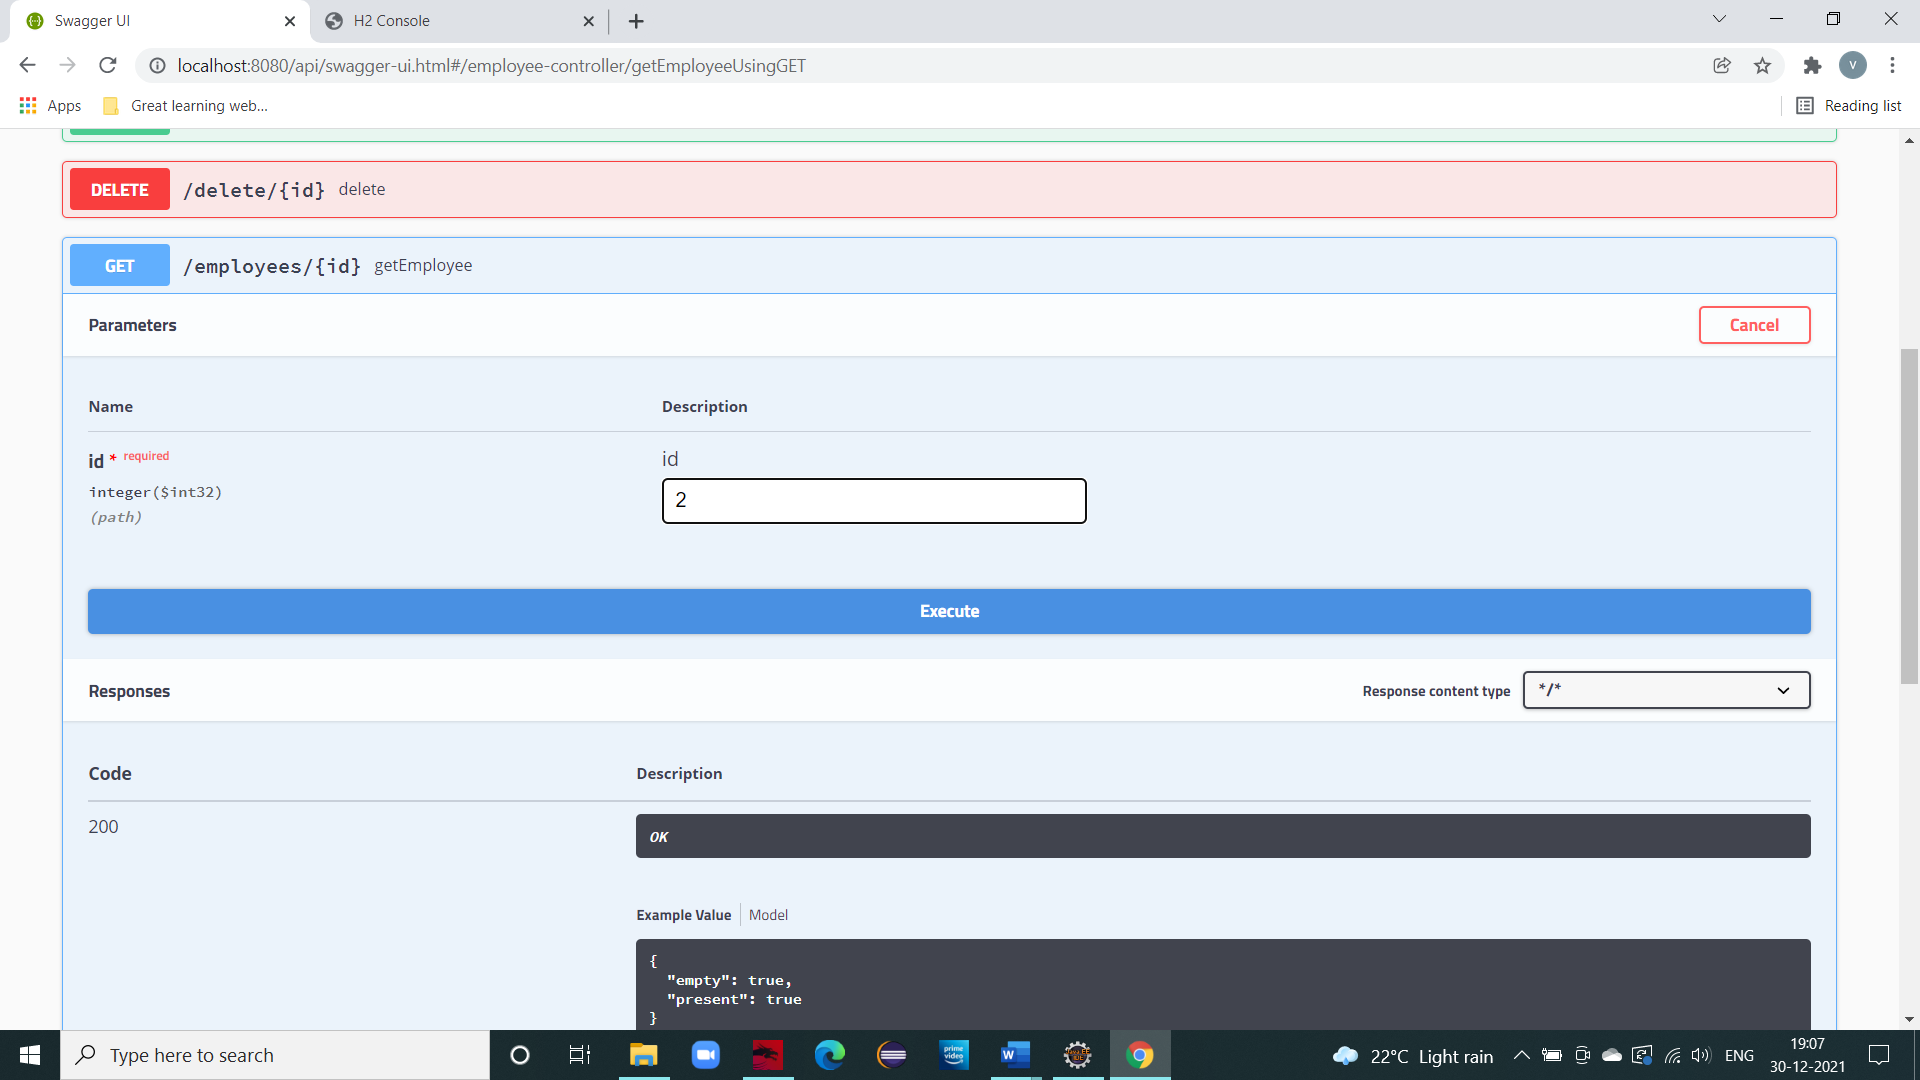 Swagger UI
H2 Console
localhost:8080/api/swagger-ui.html#/employee-controller/getEmployeeUsingGET
V
Apps
Great learning web...
Reading list
DELETE /delete/{id} delete
GET /employees/{id} getEmployee
Parameters
Cancel
Name Description
id * required
integer($int32)
(path)
id
2
Execute
Responses
Response content type */*
Code Description
200
OK
Example Value Model
{
"empty": true,
"present": true
}
Type here to search
prime video
W
22°C Light rain
ENG
19:07
30-12-2021